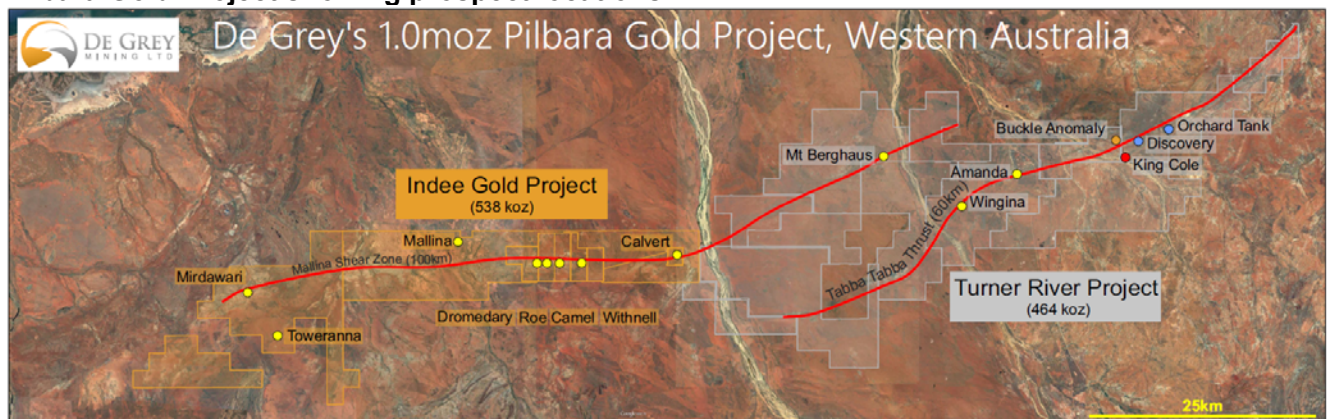 DE GREY
MINING LTD
De Grey's 1.0moz Pilbara Gold Project, Western Australia
Buckle Anomaly
Orchard Tank
Discovery
King Cole
Mt Berghaus
Amanda
Wingina
Indee Gold Project
(538 koz)
Mallina
Calvert
Mallina Shear Zone (100km)
Mirdawari
Tabba Tabba Thrust (60km)
Turner River Project
(464 koz)
Dromedary Roe Camel Withnell
Toweranna
25km